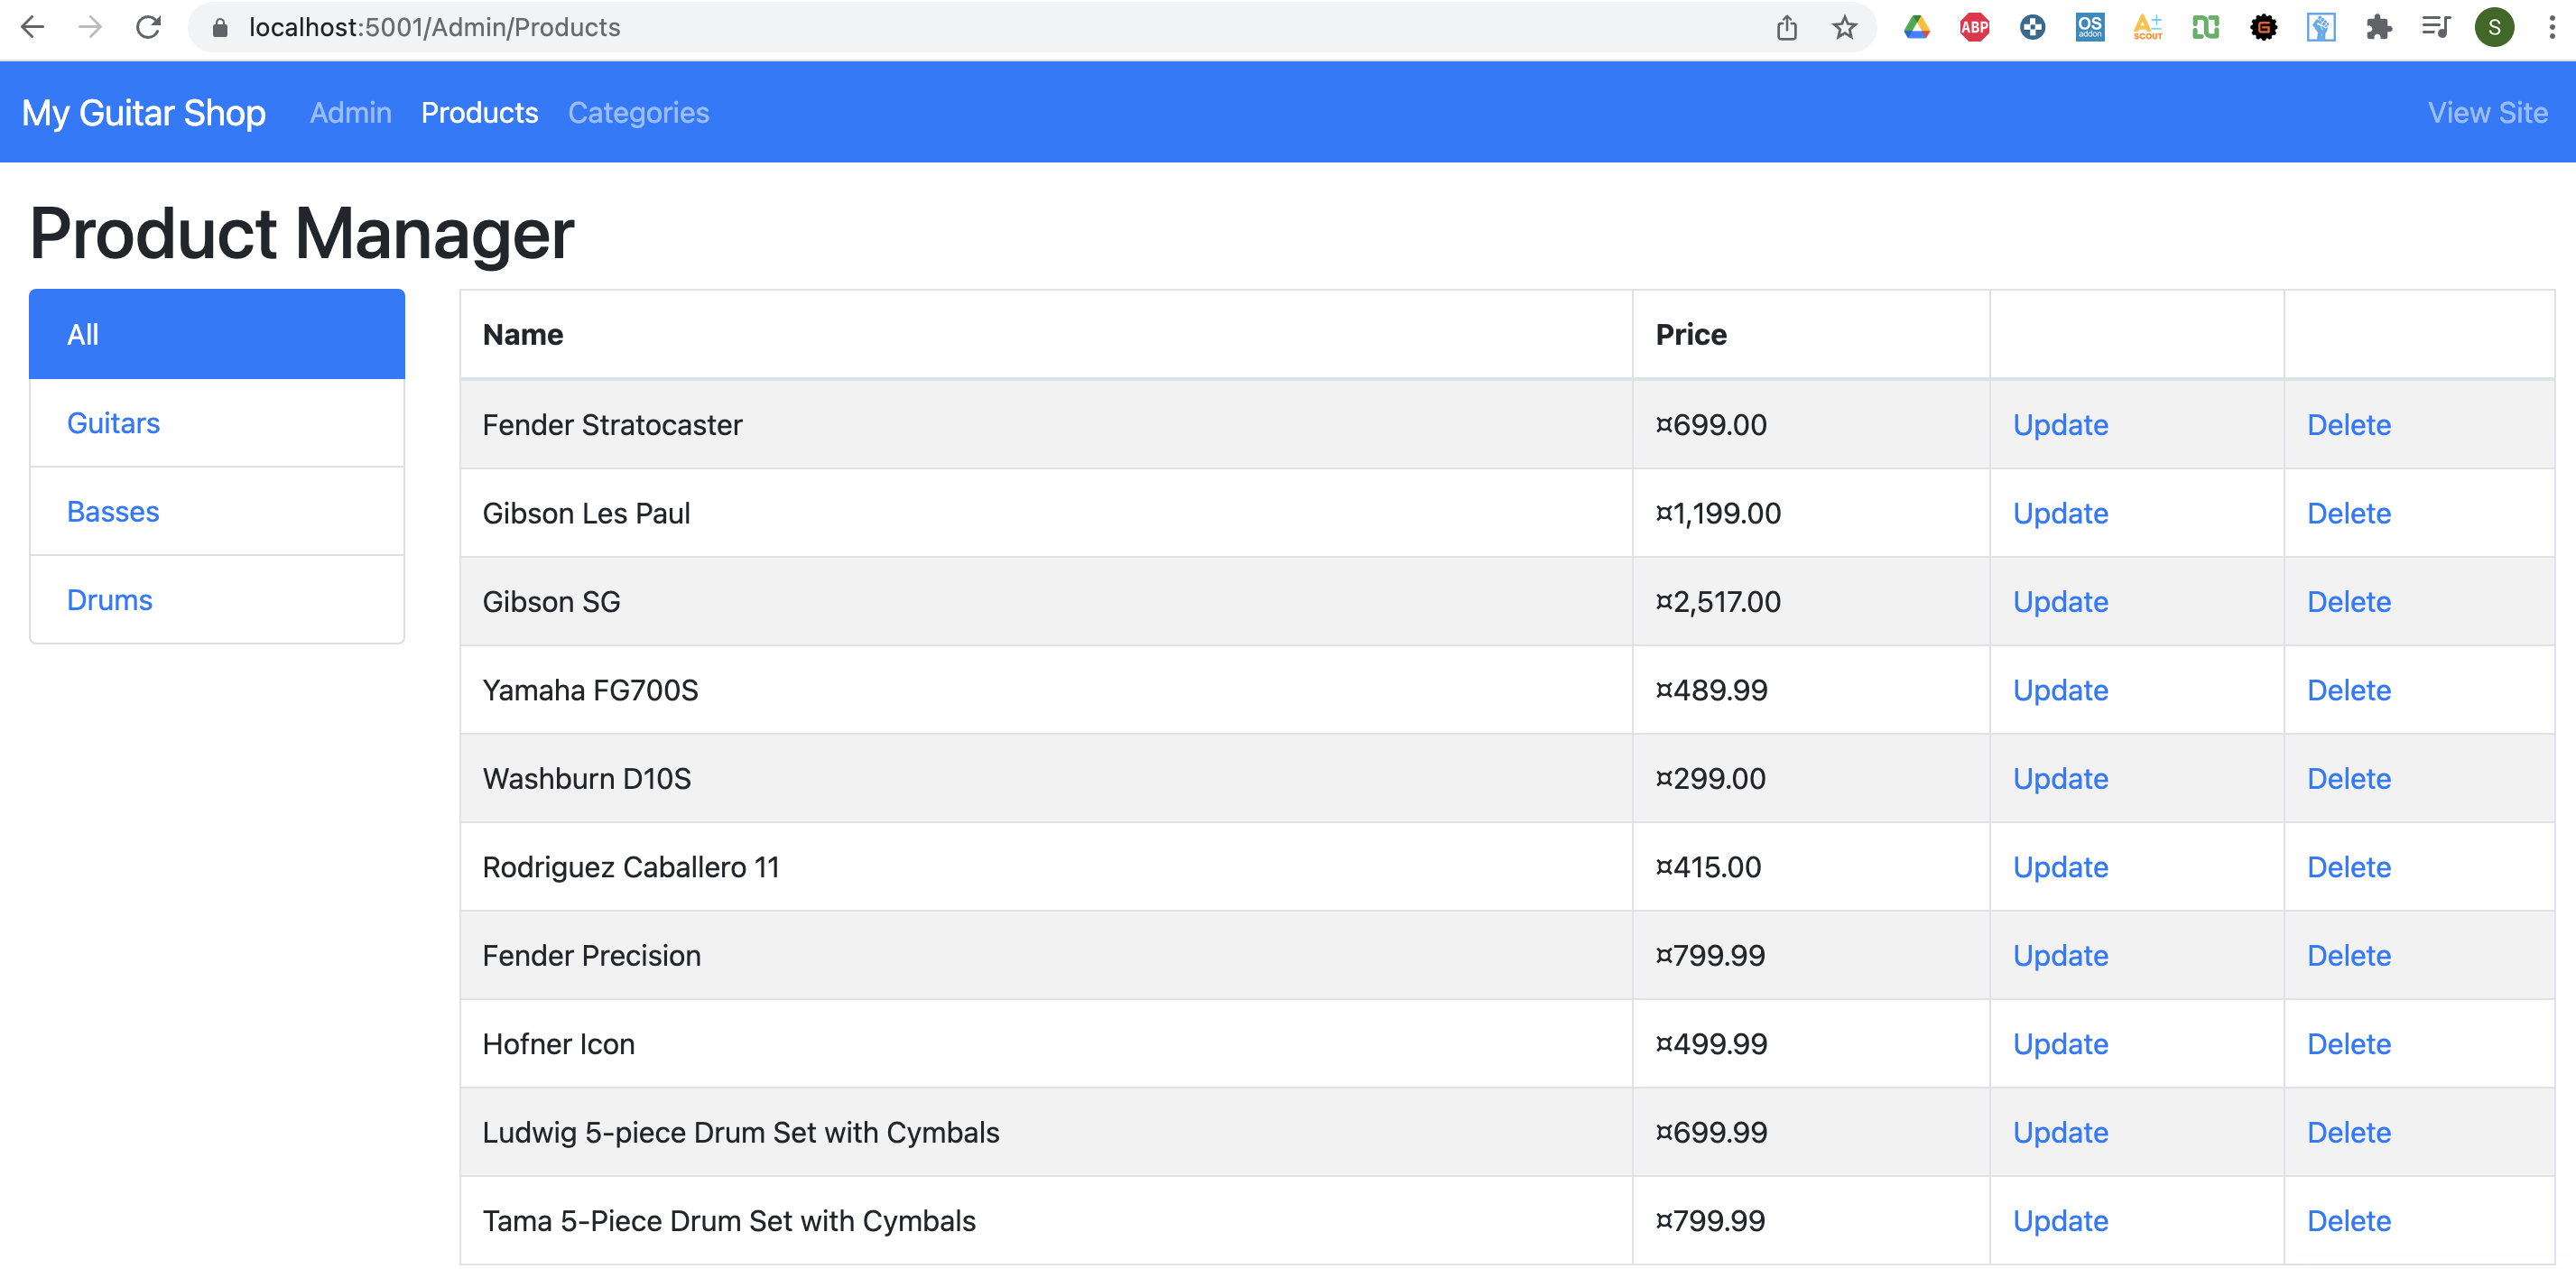 localhost:5001/Admin/Products
ABP
OS
addon
A±
SCOUT
G
S
My Guitar Shop Admin Products Categories View Site
Product Manager
All
Guitars
Basses
Drums
Name Price
Fender Stratocaster ¤699.00 Update Delete
Gibson Les Paul ¤1,199.00 Update Delete
Gibson SG ¤2,517.00 Update Delete
Yamaha FG700S ¤489.99 Update Delete
Washburn D10S ¤299.00 Update Delete
Rodriguez Caballero 11 ¤415.00 Update Delete
Fender Precision ¤799.99 Update Delete
Hofner Icon ¤499.99 Update Delete
Ludwig 5-piece Drum Set with Cymbals ¤699.99 Update Delete
Tama 5-Piece Drum Set with Cymbals ¤799.99 Update Delete